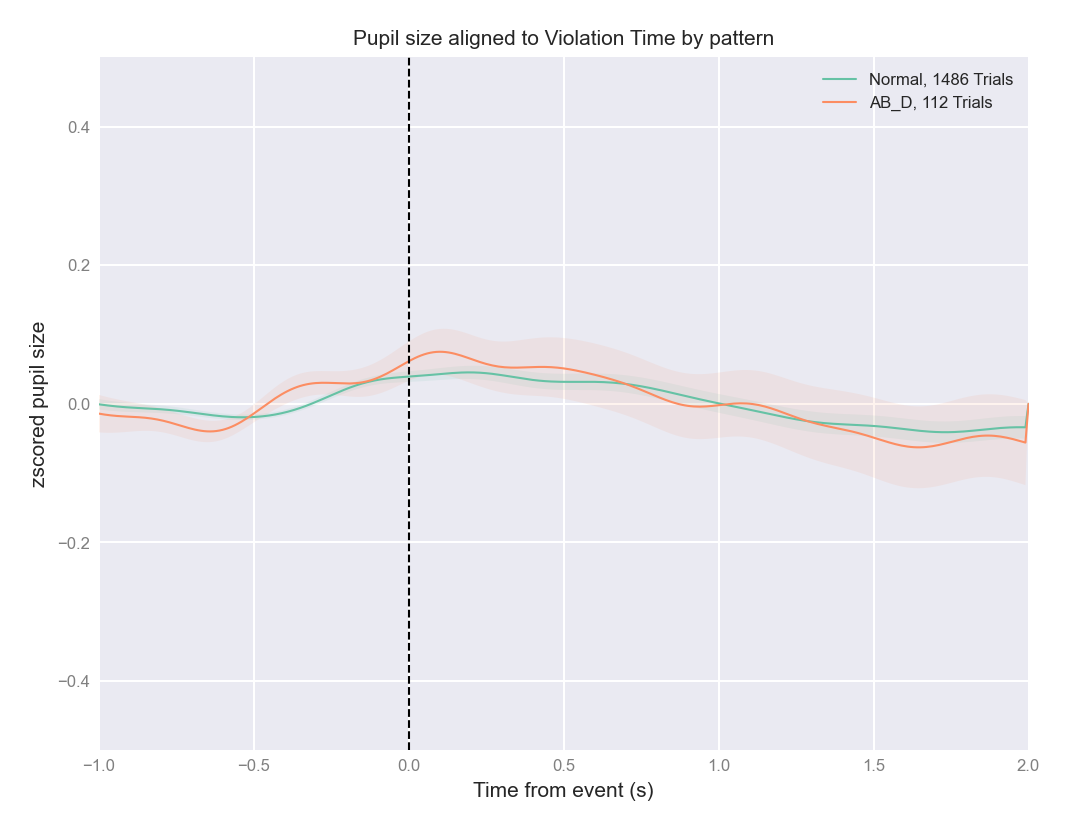 Pupil size aligned to Violation Time by pattern
Normal, 1486 Trials
AB_D, 112 Trials
zscored pupil size
0.4
0.2
0.0
−0.2
−0.4
−1.0
−0.5
0.0
0.5
1.0
1.5
2.0
Time from event (s)